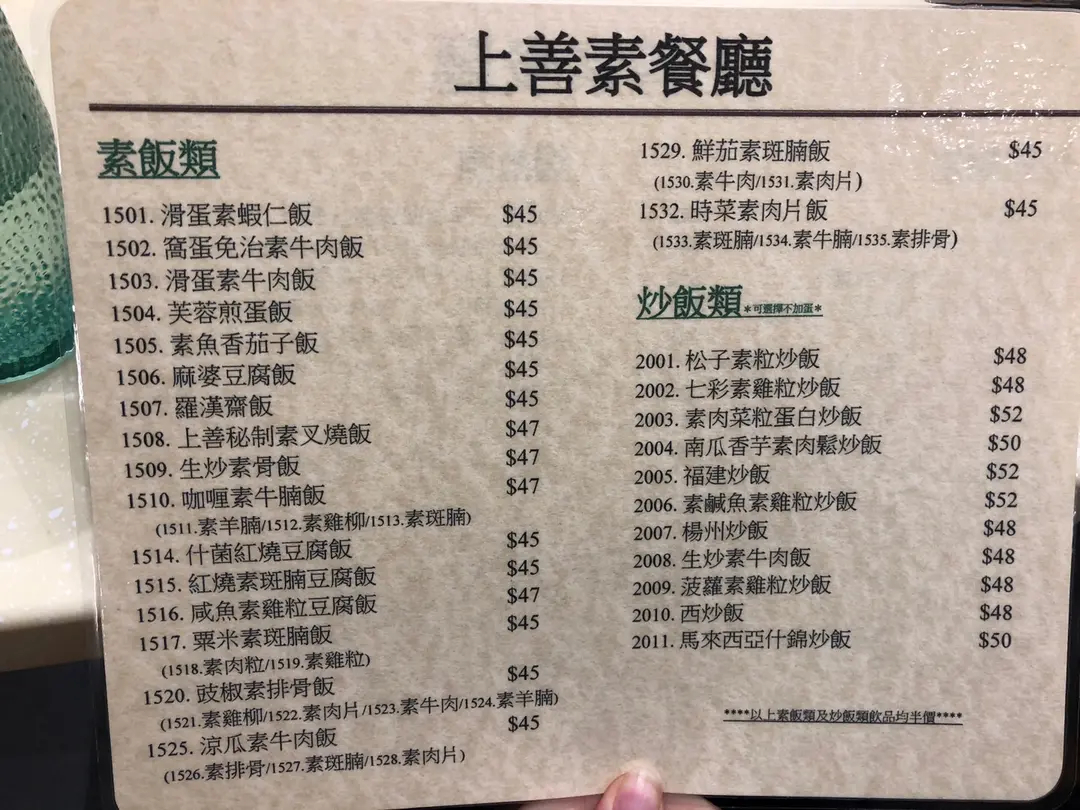 上善素餐廳
素飯類
1501. 滑蛋素蝦仁飯 $45
1502. 窩蛋免治素牛肉飯 $45
1503. 滑蛋素牛肉飯 $45
1504. 芙蓉煎蛋飯 $45
1505. 素魚香茄子飯 $45
1506. 麻婆豆腐飯 $45
1507. 羅漢齋飯 $45
1508. 上善秘制素叉燒飯 $47
1509. 生炒素骨飯 $47
1510. 咖喱素牛腩飯 $47
(1511.素羊腩/1512.素雞柳/1513.素斑腩)
1514. 什菌紅燒豆腐飯 $45
1515. 紅燒素斑腩豆腐飯 $45
1516. 咸魚素雞粒豆腐飯 $47
1517. 粟米素斑腩飯 $45
(1518.素肉粒/1519.素雞粒)
1520. 豉椒素排骨飯 $45
(1521.素雞柳/1522.素肉片/1523.素牛肉/1524.素羊腩)
1525. 涼瓜素牛肉飯 $45
(1526.素排骨/1527.素斑腩/1528.素肉片)
1529. 鮮茄素斑腩飯 $45
(1530.素牛肉/1531.素肉片)
1532. 時菜素肉片飯 $45
(1533.素斑腩/1534.素牛腩/1535.素排骨)
炒飯類 *可選擇不加蛋*
2001. 松子素粒炒飯 $48
2002. 七彩素雞粒炒飯 $48
2003. 素肉菜粒蛋白炒飯 $52
2004. 南瓜香芋素肉鬆炒飯 $50
2005. 福建炒飯 $52
2006. 素鹹魚素雞粒炒飯 $52
2007. 楊州炒飯 $48
2008. 生炒素牛肉飯 $48
2009. 菠蘿素雞粒炒飯 $48
2010. 西炒飯 $48
2011. 馬來西亞什錦炒飯 $50
****以上素飯類及炒飯類飲品均半價****